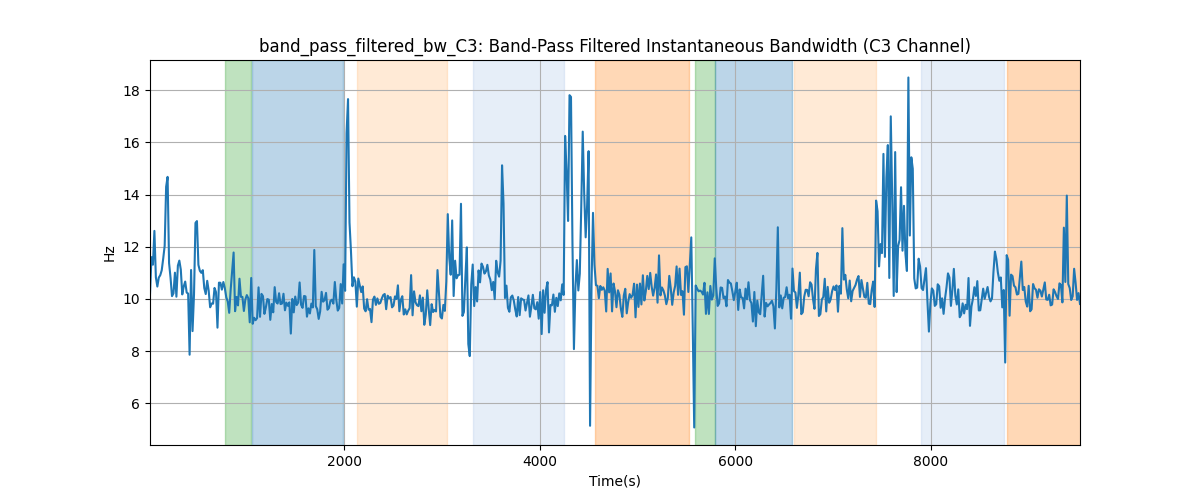 band_pass_filtered_bw_C3: Band-Pass Filtered Instantaneous Bandwidth (C3 Channel)
18
16
14
12
10
8
6
Hz
2000 4000 6000 8000
Time(s)